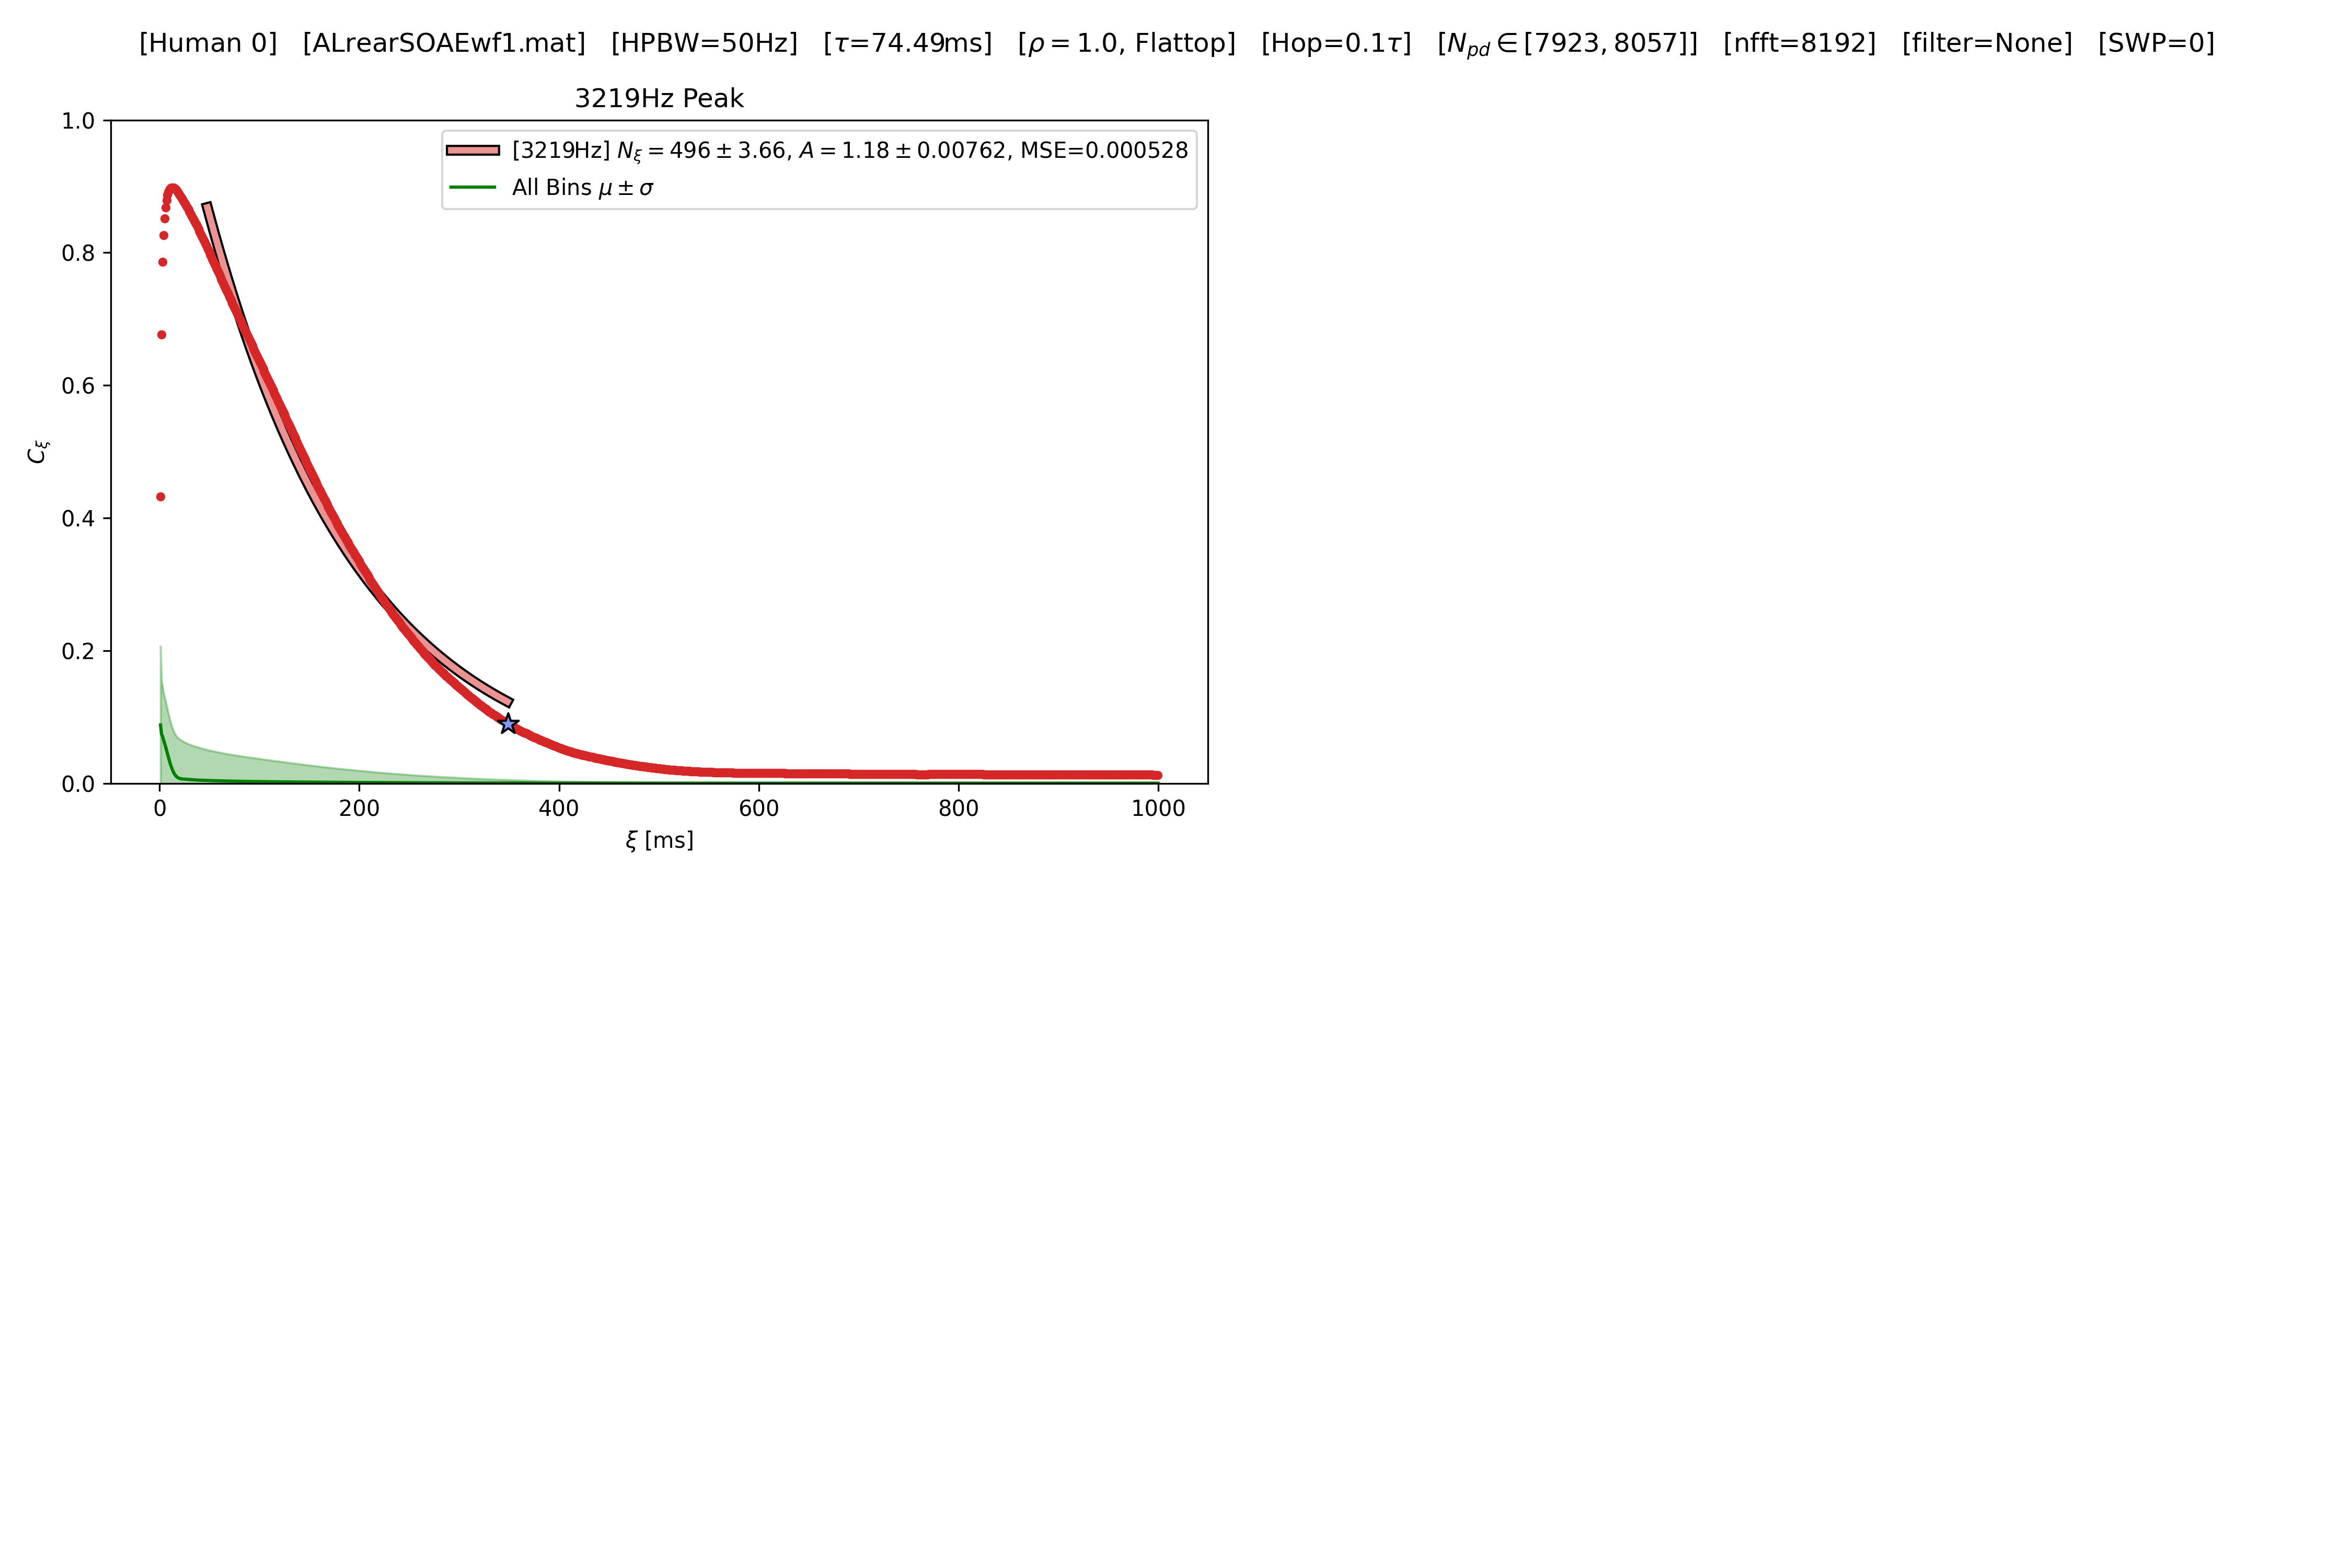 [Human 0] [ALrearSOAEwf1.mat] [HPBW=50Hz] [τ=74.49ms] [ρ = 1.0, Flattop] [Hop=0.1τ] [N_pd ∈ [7923, 8057]] [nfft=8192] [filter=None] [SWP=0]
3219Hz Peak
[3219Hz] N_ξ = 496 ± 3.66, A = 1.18 ± 0.00762, MSE=0.000528
All Bins μ ± σ
1.0
0.8
0.6
0.4
0.2
0.0
C_ξ
0 200 400 600 800 1000
ξ [ms]